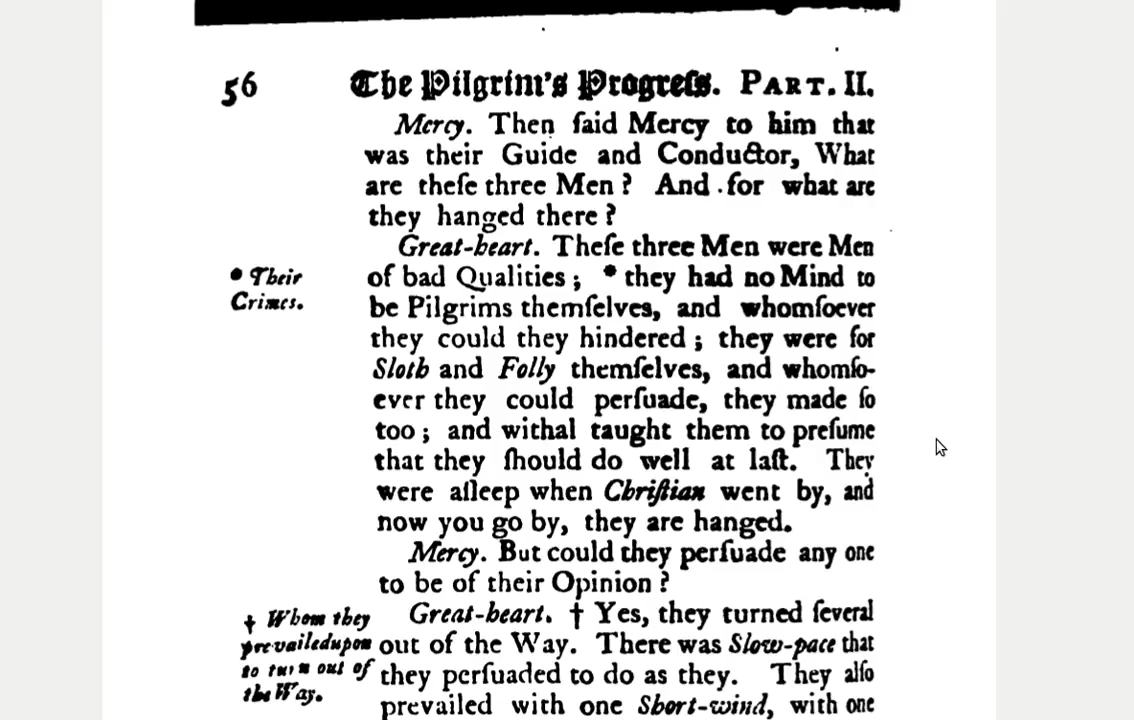 56 The Pilgrim's Progreſs. PART. II.
Mercy. Then ſaid Mercy to him that
was their Guide and Conductor, What
are theſe three Men? And for what are
they hanged there?
Great-heart. Theſe three Men were Men
* Their
Crimes.
of bad Qualities; * they had no Mind to
be Pilgrims themſelves, and whomſoever
they could they hindered; they were for
Sloth and Folly themſelves, and whomſo-
ever they could perſuade, they made ſo
too; and withal taught them to preſume
that they ſhould do well at laſt. They
were aſleep when Chriſtian went by, and
now you go by, they are hanged.
Mercy. But could they perſuade any one
to be of their Opinion?
† Whom they
prevailed upon
to turn out of
the Way.
Great-heart. † Yes, they turned ſeveral
out of the Way. There was Slow-pace that
they perſuaded to do as they. They alſo
prevailed with one Short-wind, with one